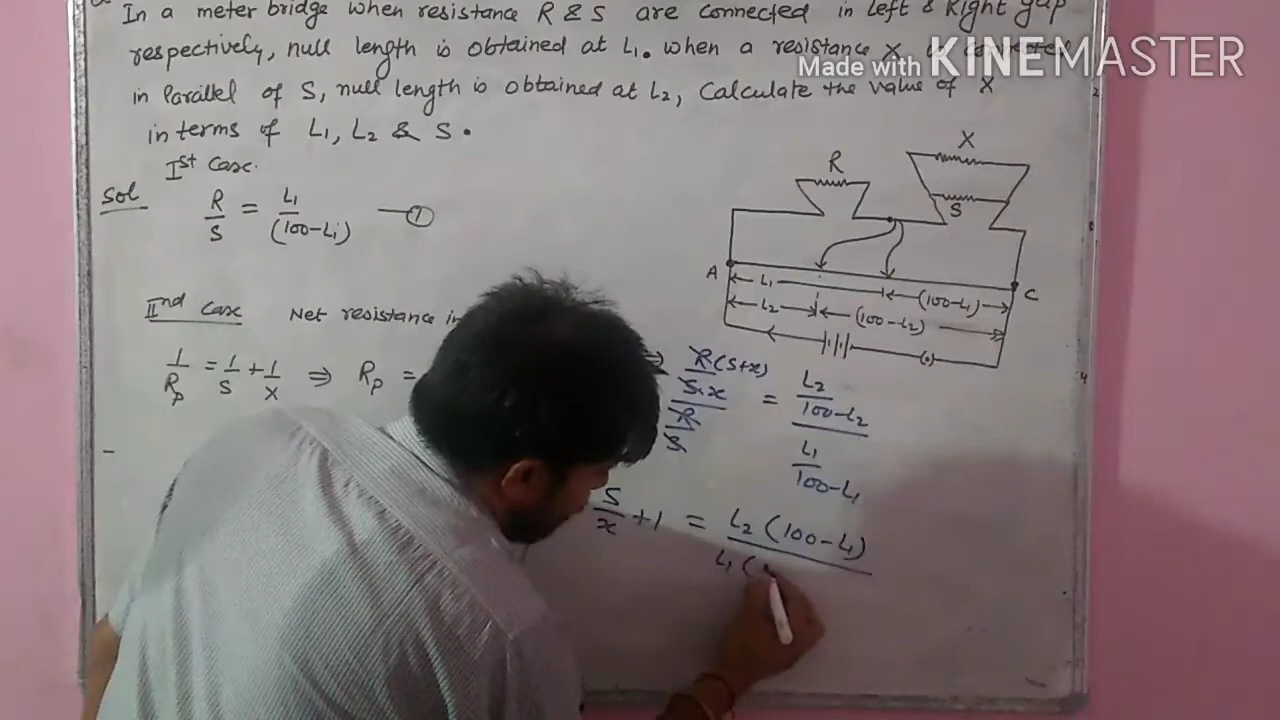 In a meter bridge when resistance R & S are connected in Left & Right gap
respectively, null length is obtained at L₁. when a resistance X
in Parallel of S, null length is obtained at L₂, Calculate the value of X
in terms of L₁, L₂ & S.
Made with KINEMASTER
Ist Case.
Sol
R/S = L₁/(100-L₁) —①
IInd Case Net resistance in
1/Rp = 1/S + 1/X ⇒ Rp =
⇒ (R(S+x)/S.x)/(R/S) = (L₂/100-L₂)/(L₁/100-L₁)
S/x + 1 = L₂(100-L₁)/L₁(
X
R
S
A
C
L₁
(100-L₁)
L₂
(100-L₂)
(.)